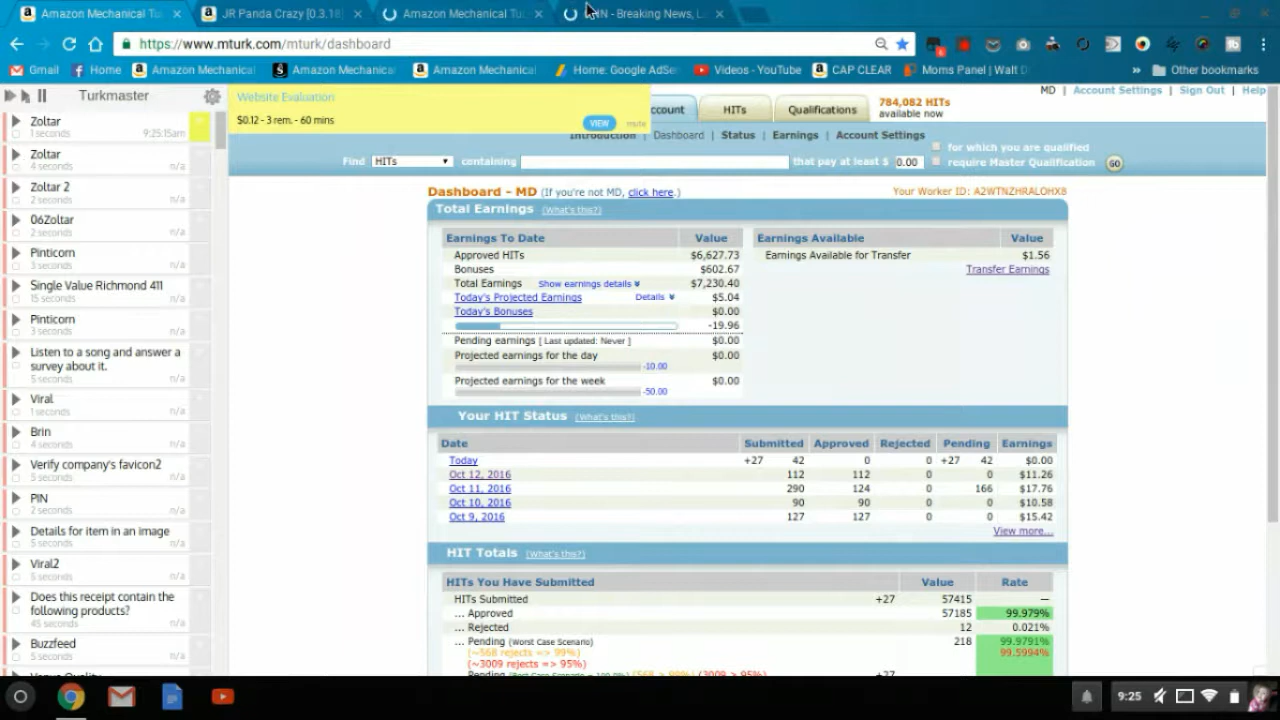 Amazon Mechanical Tu
JR Panda Crazy [0.3.18
Amazon Mechanical Tu
CNN - Breaking News, L
https://www.mturk.com/mturk/dashboard
Gmail
Home
Amazon Mechanical
Amazon Mechanica
Amazon Mechanical
Home: Google AdSe
Videos - YouTube
CAP CLEAR
Moms Panel | Walt D
»
Other bookmarks
Turkmaster
Zoltar
1 seconds 9:25:15am
Zoltar
4 seconds n/a
Zoltar 2
2 seconds n/a
06Zoltar
2 seconds n/a
Pinticorn
3 seconds n/a
Single Value Richmond 411
15 seconds n/a
Pinticorn
3 seconds n/a
Listen to a song and answer a
survey about it.
5 seconds n/a
Viral
1 seconds n/a
Brin
4 seconds n/a
Verify company's favicon2
5 seconds n/a
PIN
2 seconds n/a
Details for item in an image
5 seconds n/a
Viral2
5 seconds n/a
Does this receipt contain the
following products?
45 seconds n/a
Buzzfeed
5 seconds n/a
Website Evaluation
$0.12 - 3 rem. - 60 mins
VIEW mute
ccount
HITs
Qualifications
784,082 HITs
available now
MD | Account Settings | Sign Out | Help
Introduction | Dashboard | Status | Earnings | Account Settings
Find HITs containing that pay at least $ 0.00
for which you are qualified
require Master Qualification
GO
Dashboard - MD (If you're not MD, click here.)
Your Worker ID: A2WTNZHRALOHX8
Total Earnings (What's this?)
Earnings To Date Value
Approved HITs $6,627.73
Bonuses $602.67
Total Earnings Show earnings details $7,230.40
Today's Projected Earnings Details $5.04
Today's Bonuses $0.00
-19.96
Pending earnings [ Last updated: Never ] $0.00
Projected earnings for the day $0.00
-10.00
Projected earnings for the week $0.00
-50.00
Earnings Available Value
Earnings Available for Transfer $1.56
Transfer Earnings
Your HIT Status (What's this?)
Date Submitted Approved Rejected Pending Earnings
Today +27 42 0 0 +27 42 $0.00
Oct 12, 2016 112 112 0 0 $11.26
Oct 11, 2016 290 124 0 166 $17.76
Oct 10, 2016 90 90 0 0 $10.58
Oct 9, 2016 127 127 0 0 $15.42
View more...
HIT Totals (What's this?)
HITs You Have Submitted Value Rate
HITs Submitted +27 57415 —
... Approved 57185 99.979%
... Rejected 12 0.021%
... Pending (Worst Case Scenario) 218 99.9791%
(~568 rejects => 99%) 99.5994%
(~3009 rejects => 95%)
9:25